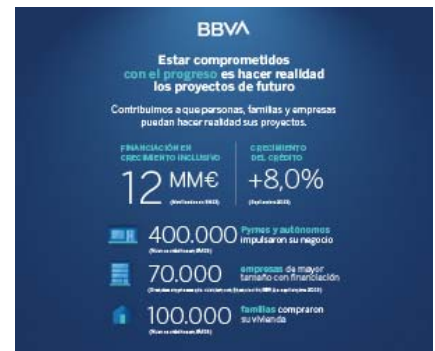 BBVA
Estar comprometidos
con el progreso es hacer realidad
los proyectos de futuro
Contribuimos a que personas, familias y empresas
puedan hacer realidad sus proyectos.
FINANCIACIÓN EN
CRECIMIENTO INCLUSIVO
12 MM€
CRECIMIENTO
DEL CRÉDITO
+8,0%
400.000 Pymes y autónomos
impulsaron su negocio
70.000 empresas de mayor
tamaño con financiación
100.000 familias compraron
su vivienda